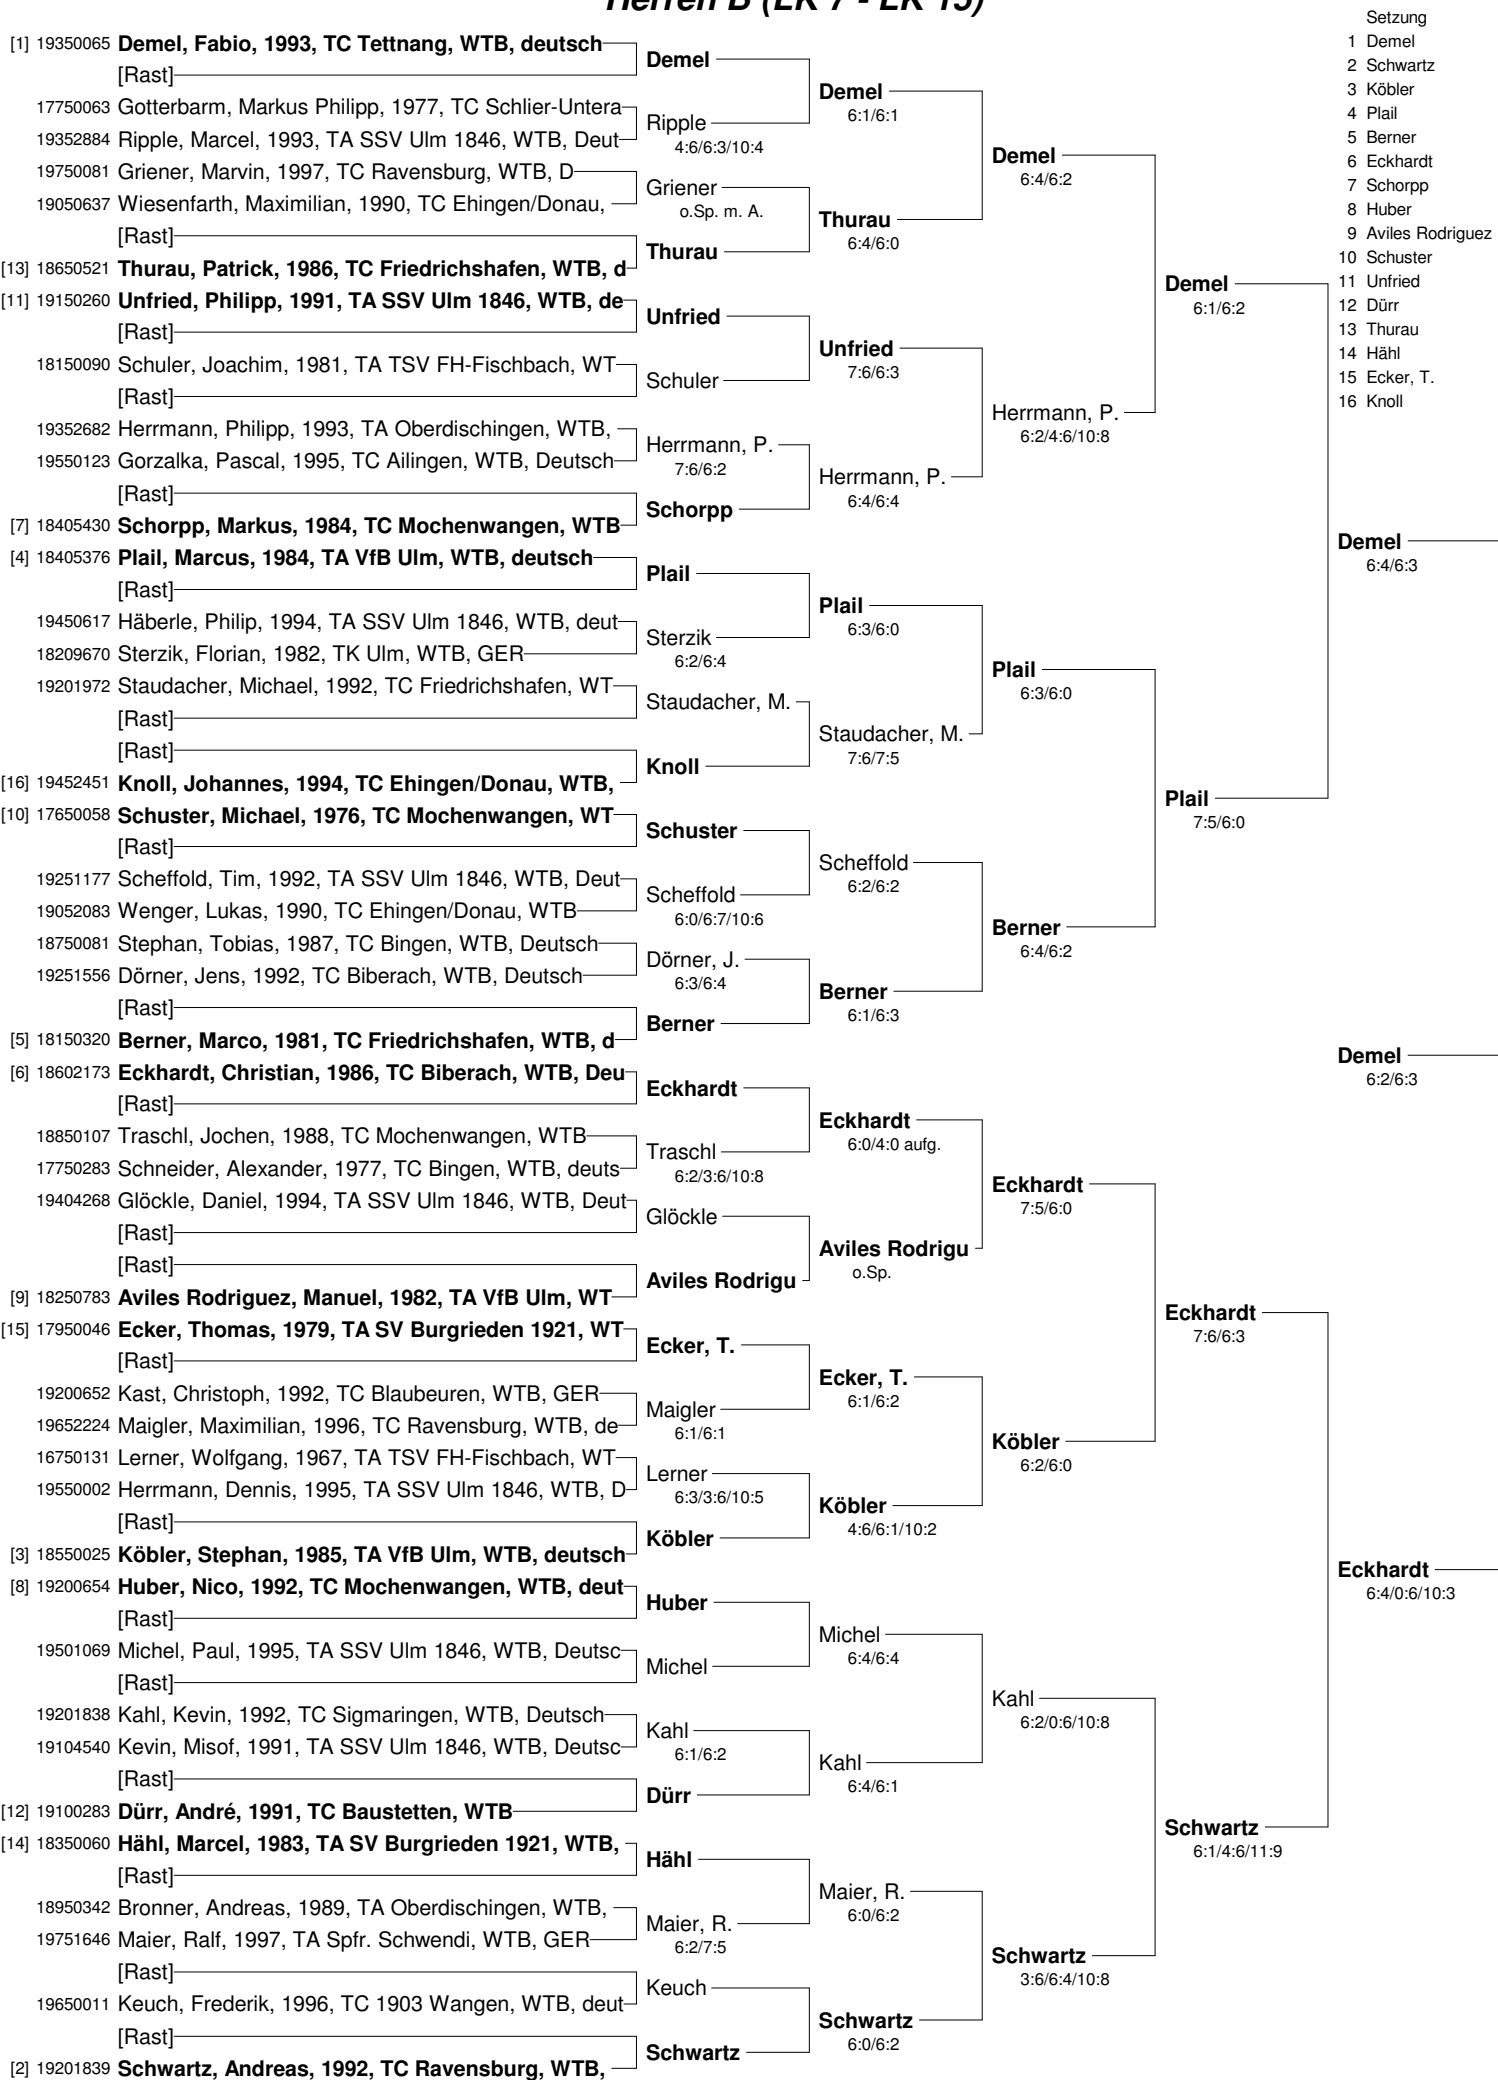 Herren B (LK 7 - LK 15)
Setzung
1 Demel
2 Schwartz
3 Köbler
4 Plail
5 Berner
6 Eckhardt
7 Schorpp
8 Huber
9 Aviles Rodriguez
10 Schuster
11 Unfried
12 Dürr
13 Thurau
14 Hähl
15 Ecker, T.
16 Knoll
[1] 19350065 Demel, Fabio, 1993, TC Tettnang, WTB, deutsch
[Rast]
17750063 Gotterbarm, Markus Philipp, 1977, TC Schlier-Untera
19352884 Ripple, Marcel, 1993, TA SSV Ulm 1846, WTB, Deut
19750081 Griener, Marvin, 1997, TC Ravensburg, WTB, D
19050637 Wiesenfarth, Maximilian, 1990, TC Ehingen/Donau,
[Rast]
[13] 18650521 Thurau, Patrick, 1986, TC Friedrichshafen, WTB, d
[11] 19150260 Unfried, Philipp, 1991, TA SSV Ulm 1846, WTB, de
[Rast]
18150090 Schuler, Joachim, 1981, TA TSV FH-Fischbach, WT
[Rast]
19352682 Herrmann, Philipp, 1993, TA Oberdischingen, WTB,
19550123 Gorzalka, Pascal, 1995, TC Ailingen, WTB, Deutsch
[Rast]
[7] 18405430 Schorpp, Markus, 1984, TC Mochenwangen, WTB
[4] 18405376 Plail, Marcus, 1984, TA VfB Ulm, WTB, deutsch
[Rast]
19450617 Häberle, Philip, 1994, TA SSV Ulm 1846, WTB, deut
18209670 Sterzik, Florian, 1982, TK Ulm, WTB, GER
19201972 Staudacher, Michael, 1992, TC Friedrichshafen, WT
[Rast]
[Rast]
[16] 19452451 Knoll, Johannes, 1994, TC Ehingen/Donau, WTB,
[10] 17650058 Schuster, Michael, 1976, TC Mochenwangen, WT
[Rast]
19251177 Scheffold, Tim, 1992, TA SSV Ulm 1846, WTB, Deut
19052083 Wenger, Lukas, 1990, TC Ehingen/Donau, WTB
18750081 Stephan, Tobias, 1987, TC Bingen, WTB, Deutsch
19251556 Dörner, Jens, 1992, TC Biberach, WTB, Deutsch
[Rast]
[5] 18150320 Berner, Marco, 1981, TC Friedrichshafen, WTB, d
[6] 18602173 Eckhardt, Christian, 1986, TC Biberach, WTB, Deu
[Rast]
18850107 Traschl, Jochen, 1988, TC Mochenwangen, WTB
17750283 Schneider, Alexander, 1977, TC Bingen, WTB, deuts
19404268 Glöckle, Daniel, 1994, TA SSV Ulm 1846, WTB, Deut
[Rast]
[Rast]
[9] 18250783 Aviles Rodriguez, Manuel, 1982, TA VfB Ulm, WT
[15] 17950046 Ecker, Thomas, 1979, TA SV Burgrieden 1921, WT
[Rast]
19200652 Kast, Christoph, 1992, TC Blaubeuren, WTB, GER
19652224 Maigler, Maximilian, 1996, TC Ravensburg, WTB, de
16750131 Lerner, Wolfgang, 1967, TA TSV FH-Fischbach, WT
19550002 Herrmann, Dennis, 1995, TA SSV Ulm 1846, WTB, D
[Rast]
[3] 18550025 Köbler, Stephan, 1985, TA VfB Ulm, WTB, deutsch
[8] 19200654 Huber, Nico, 1992, TC Mochenwangen, WTB, deut
[Rast]
19501069 Michel, Paul, 1995, TA SSV Ulm 1846, WTB, Deutsc
[Rast]
19201838 Kahl, Kevin, 1992, TC Sigmaringen, WTB, Deutsch
19104540 Kevin, Misof, 1991, TA SSV Ulm 1846, WTB, Deutsc
[Rast]
[12] 19100283 Dürr, André, 1991, TC Baustetten, WTB
[14] 18350060 Hähl, Marcel, 1983, TA SV Burgrieden 1921, WTB,
[Rast]
18950342 Bronner, Andreas, 1989, TA Oberdischingen, WTB,
19751646 Maier, Ralf, 1997, TA Spfr. Schwendi, WTB, GER
[Rast]
19650011 Keuch, Frederik, 1996, TC 1903 Wangen, WTB, deut
[Rast]
[2] 19201839 Schwartz, Andreas, 1992, TC Ravensburg, WTB,
Demel
Ripple
4:6/6:3/10:4
Griener
o.Sp. m. A.
Thurau
Unfried
Schuler
Herrmann, P.
7:6/6:2
Schorpp
Plail
Sterzik
6:2/6:4
Staudacher, M.
Knoll
Schuster
Scheffold
6:0/6:7/10:6
Dörner, J.
6:3/6:4
Berner
Eckhardt
Traschl
6:2/3:6/10:8
Glöckle
Aviles Rodrigu
Ecker, T.
Maigler
6:1/6:1
Lerner
6:3/3:6/10:5
Köbler
Huber
Michel
Kahl
6:1/6:2
Dürr
Hähl
Maier, R.
6:2/7:5
Keuch
Schwartz
Demel
6:1/6:1
Thurau
6:4/6:0
Unfried
7:6/6:3
Herrmann, P.
6:4/6:4
Plail
6:3/6:0
Staudacher, M.
7:6/7:5
Scheffold
6:2/6:2
Berner
6:1/6:3
Eckhardt
6:0/4:0 aufg.
Aviles Rodrigu
o.Sp.
Ecker, T.
6:1/6:2
Köbler
4:6/6:1/10:2
Michel
6:4/6:4
Kahl
6:4/6:1
Maier, R.
6:0/6:2
Schwartz
6:0/6:2
Demel
6:4/6:2
Herrmann, P.
6:2/4:6/10:8
Plail
6:3/6:0
Berner
6:4/6:2
Eckhardt
7:5/6:0
Köbler
6:2/6:0
Kahl
6:2/0:6/10:8
Schwartz
3:6/6:4/10:8
Demel
6:1/6:2
Plail
7:5/6:0
Eckhardt
7:6/6:3
Schwartz
6:1/4:6/11:9
Demel
6:4/6:3
Eckhardt
6:4/0:6/10:3
Demel
6:2/6:3